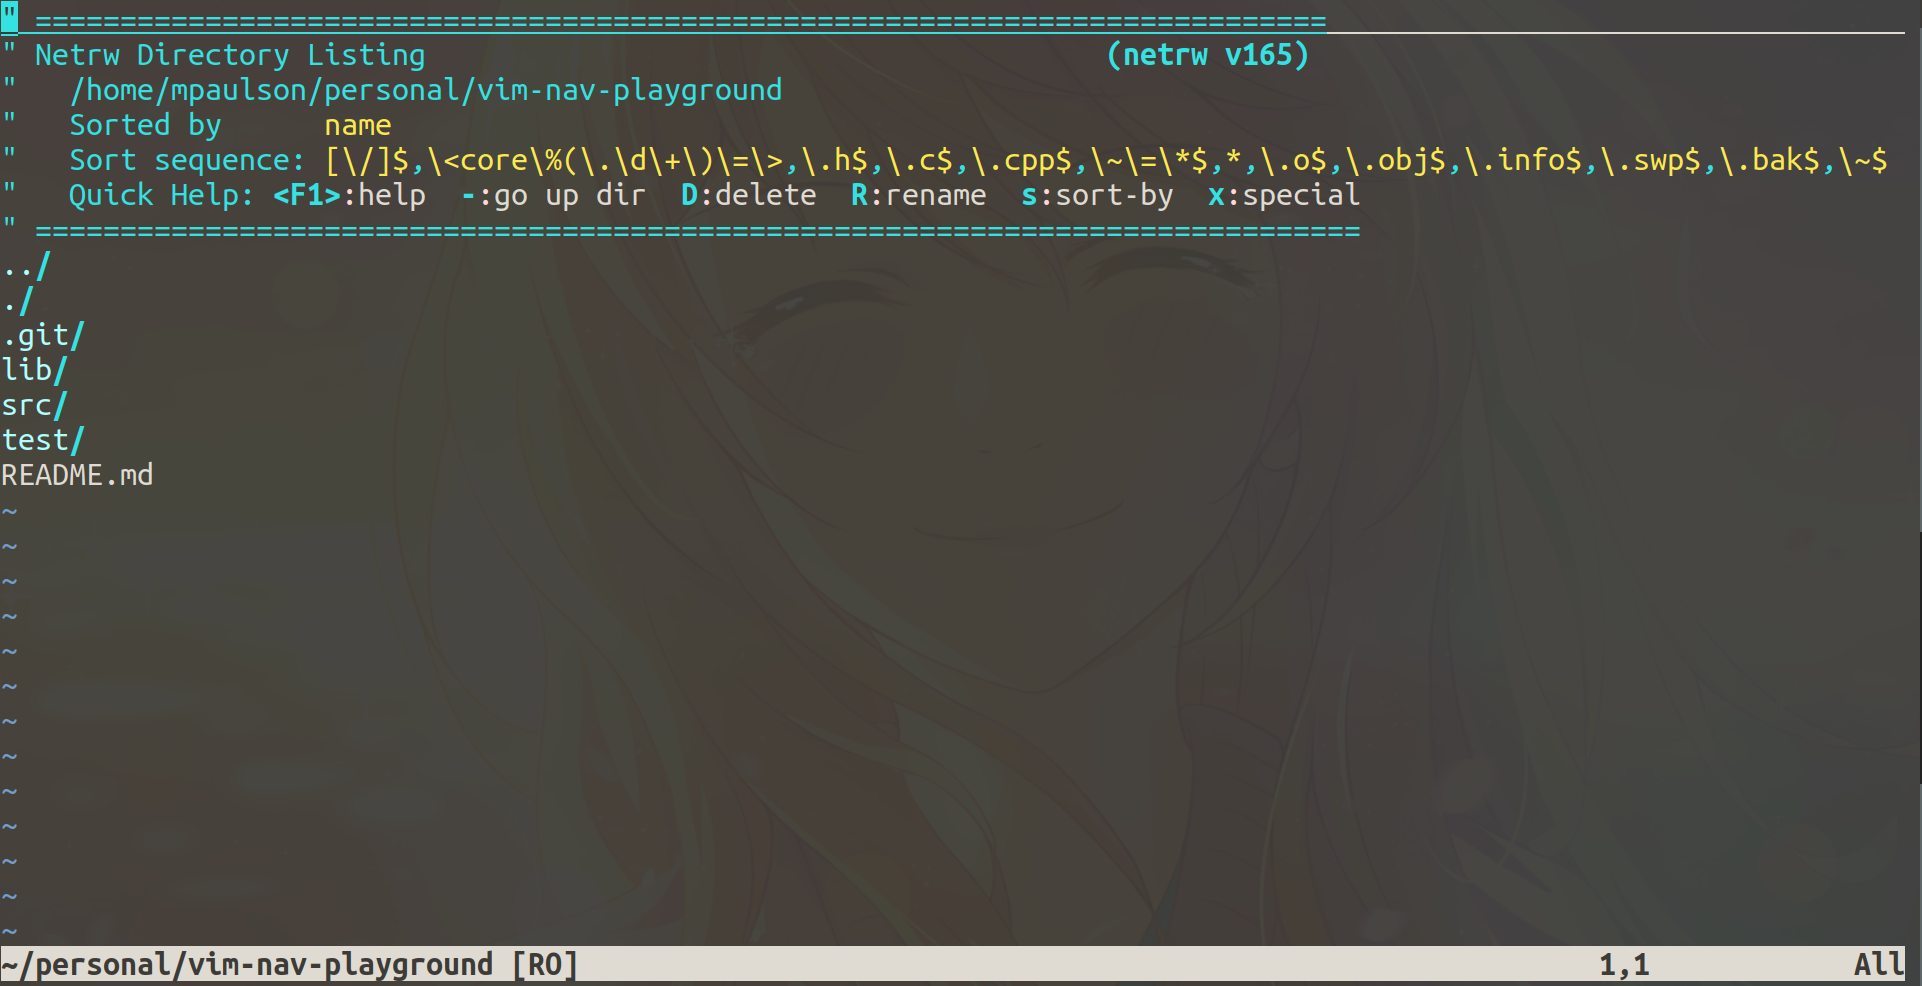 " ============================================================================
" Netrw Directory Listing                                        (netrw v165)
"   /home/mpaulson/personal/vim-nav-playground
"   Sorted by      name
"   Sort sequence: [\/]$,\<core\%(\.\d\+\)\=\>,\.h$,\.c$,\.cpp$,\~\=\*$,*,\.o$,\.obj$,\.info$,\.swp$,\.bak$,\~$
"   Quick Help: <F1>:help  -:go up dir  D:delete  R:rename  s:sort-by  x:special
" ==============================================================================
../
./
.git/
lib/
src/
test/
README.md
~
~
~
~
~
~
~
~
~
~
~
~
~
~/personal/vim-nav-playground [RO]                                                            1,1            All